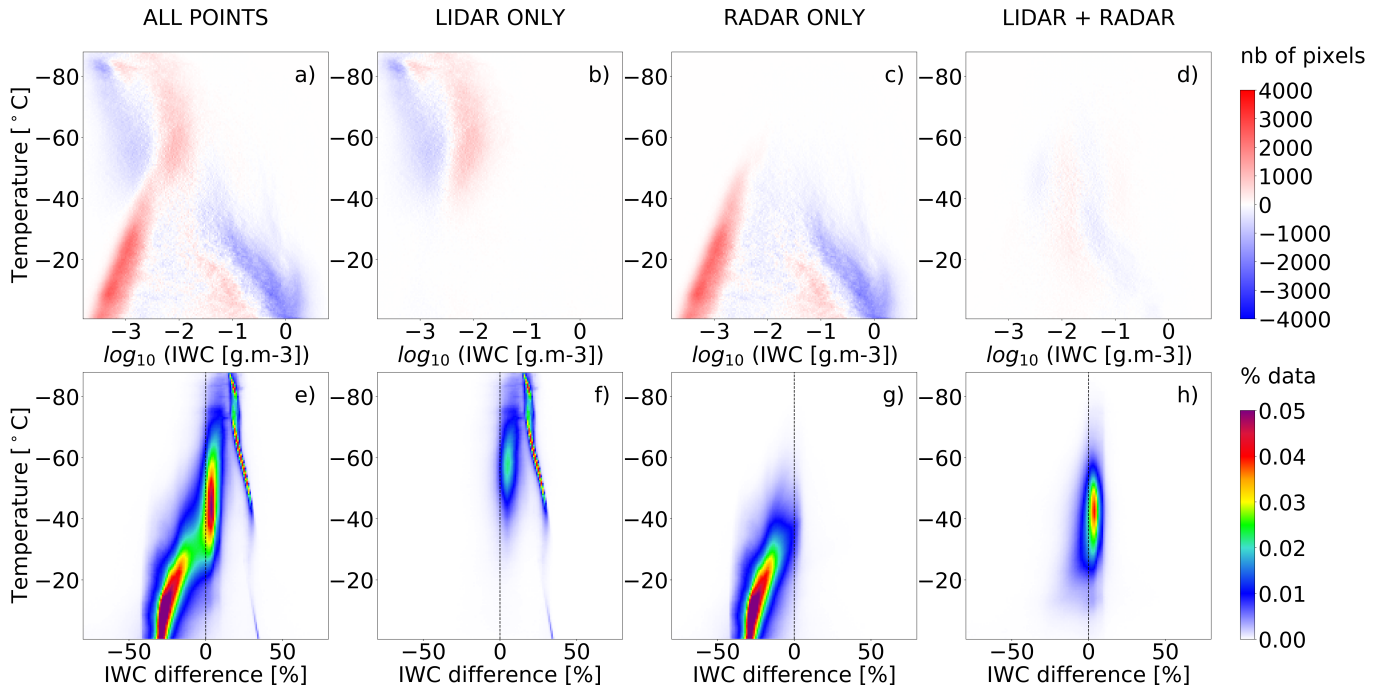 ALL POINTS LIDAR ONLY RADAR ONLY LIDAR + RADAR
nb of pixels
a) b) c) d)
−80 −80 −80 −80
−60 −60 −60 −60
−40 −40 −40 −40
−20 −20 −20 −20
Temperature [°C]
4000
3000
2000
1000
0
−1000
−2000
−3000
−4000
−3 −2 −1 0 −3 −2 −1 0 −3 −2 −1 0 −3 −2 −1 0
log10 (IWC [g.m-3]) log10 (IWC [g.m-3]) log10 (IWC [g.m-3]) log10 (IWC [g.m-3])
% data
e) f) g) h)
−80 −80 −80 −80
−60 −60 −60 −60
−40 −40 −40 −40
−20 −20 −20 −20
Temperature [°C]
0.05
0.04
0.03
0.02
0.01
0.00
−50 0 50 −50 0 50 −50 0 50 −50 0 50
IWC difference [%] IWC difference [%] IWC difference [%] IWC difference [%]